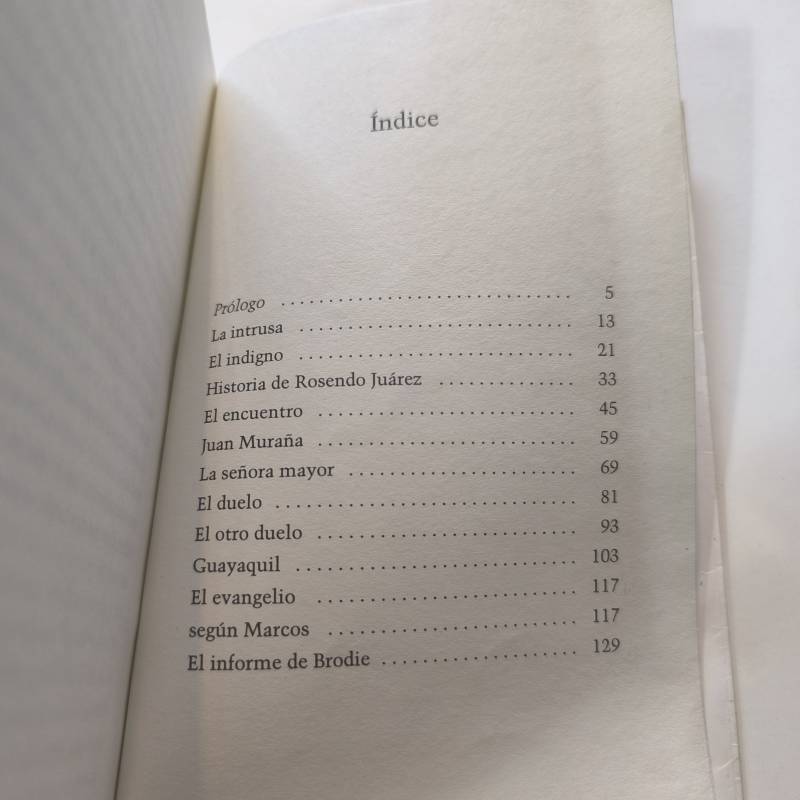 Índice
Prólogo . . . . . . . . . . . . . . . . . . . . . . . . . . . . 5
La intrusa . . . . . . . . . . . . . . . . . . . . . . . . . . 13
El indigno . . . . . . . . . . . . . . . . . . . . . . . . . . 21
Historia de Rosendo Juárez . . . . . . . . . . . . . 33
El encuentro . . . . . . . . . . . . . . . . . . . . . . . . 45
Juan Muraña . . . . . . . . . . . . . . . . . . . . . . . . 59
La señora mayor . . . . . . . . . . . . . . . . . . . . . 69
El duelo . . . . . . . . . . . . . . . . . . . . . . . . . . . 81
El otro duelo . . . . . . . . . . . . . . . . . . . . . . . 93
Guayaquil . . . . . . . . . . . . . . . . . . . . . . . . . 103
El evangelio . . . . . . . . . . . . . . . . . . . . . . . 117
según Marcos . . . . . . . . . . . . . . . . . . . . . . 117
El informe de Brodie . . . . . . . . . . . . . . . . . 129